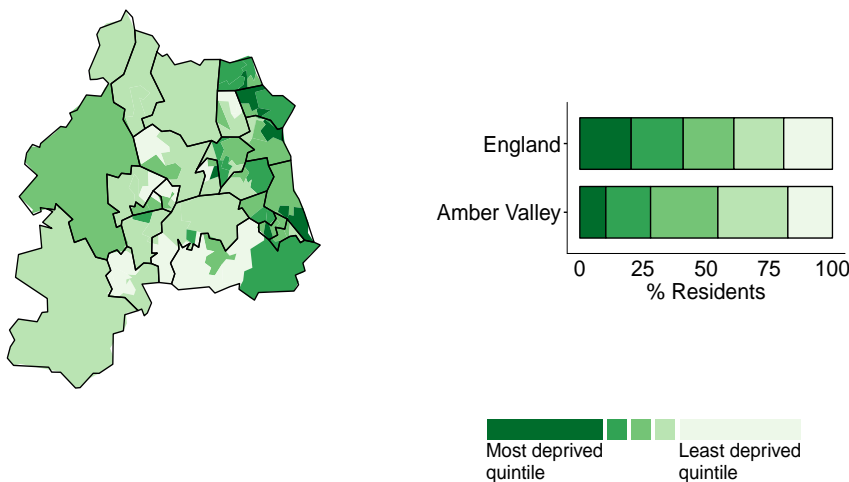 England
Amber Valley
0 25 50 75 100
% Residents
Most deprived
quintile
Least deprived
quintile